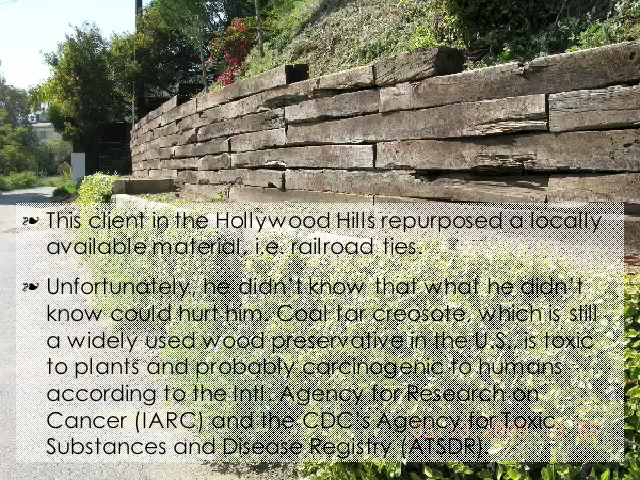 ❧ This client in the Hollywood Hills repurposed a locally
available material, i.e. railroad ties.
❧ Unfortunately, he didn't know that what he didn't
know could hurt him. Coal tar creosote, which is still
a widely used wood preservative in the U.S., is toxic
to plants and probably carcinogenic to humans
according to the Intl. Agency for Research on
Cancer (IARC) and the CDC's Agency for Toxic
Substances and Disease Registry (ATSDR).